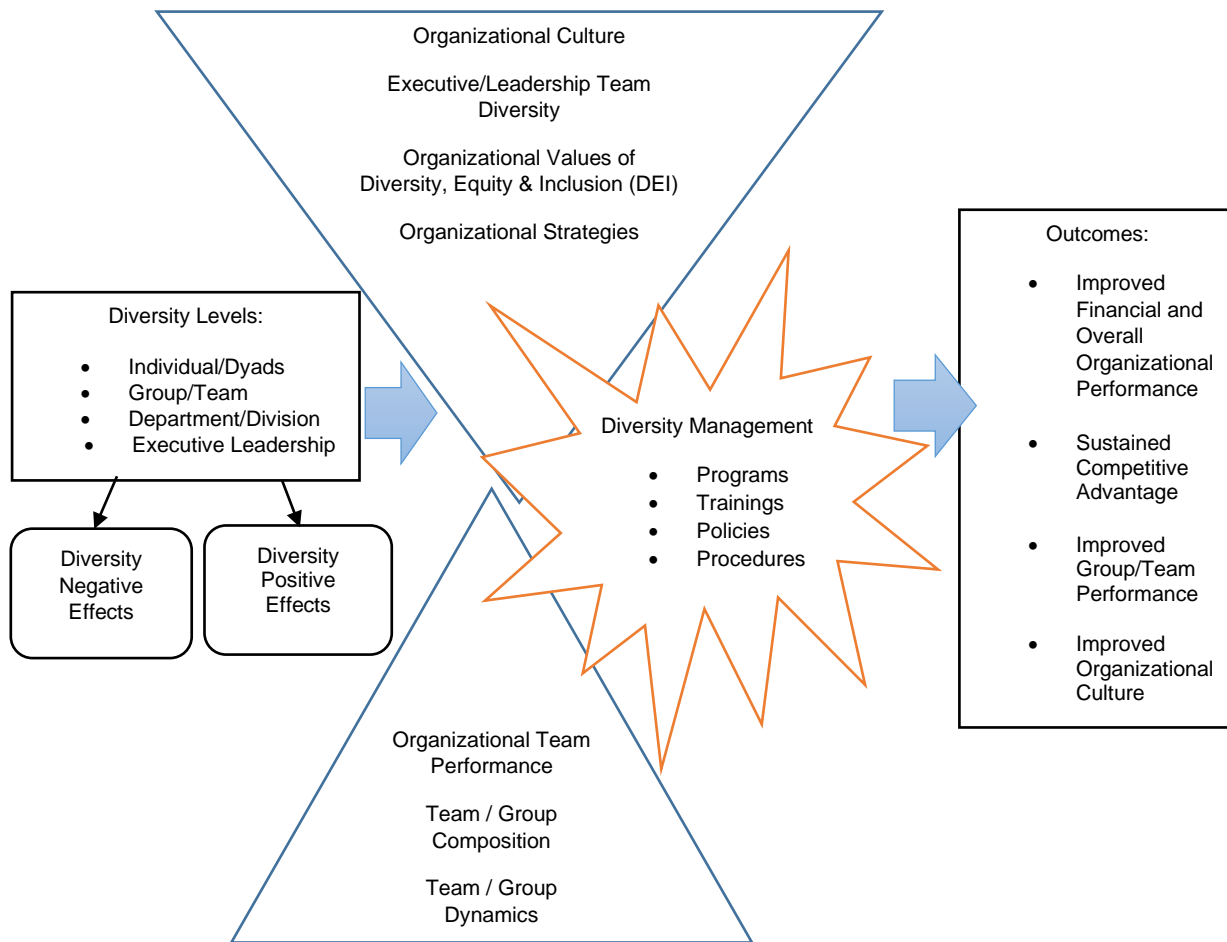 Organizational Culture
Executive/Leadership Team
Diversity
Organizational Values of
Diversity, Equity & Inclusion (DEI)
Organizational Strategies
Diversity Levels:
• Individual/Dyads
• Group/Team
• Department/Division
• Executive Leadership
Diversity
Negative
Effects
Diversity
Positive
Effects
Diversity Management
• Programs
• Trainings
• Policies
• Procedures
Organizational Team
Performance
Team / Group
Composition
Team / Group
Dynamics
Outcomes:
• Improved
Financial and
Overall
Organizational
Performance
• Sustained
Competitive
Advantage
• Improved
Group/Team
Performance
• Improved
Organizational
Culture